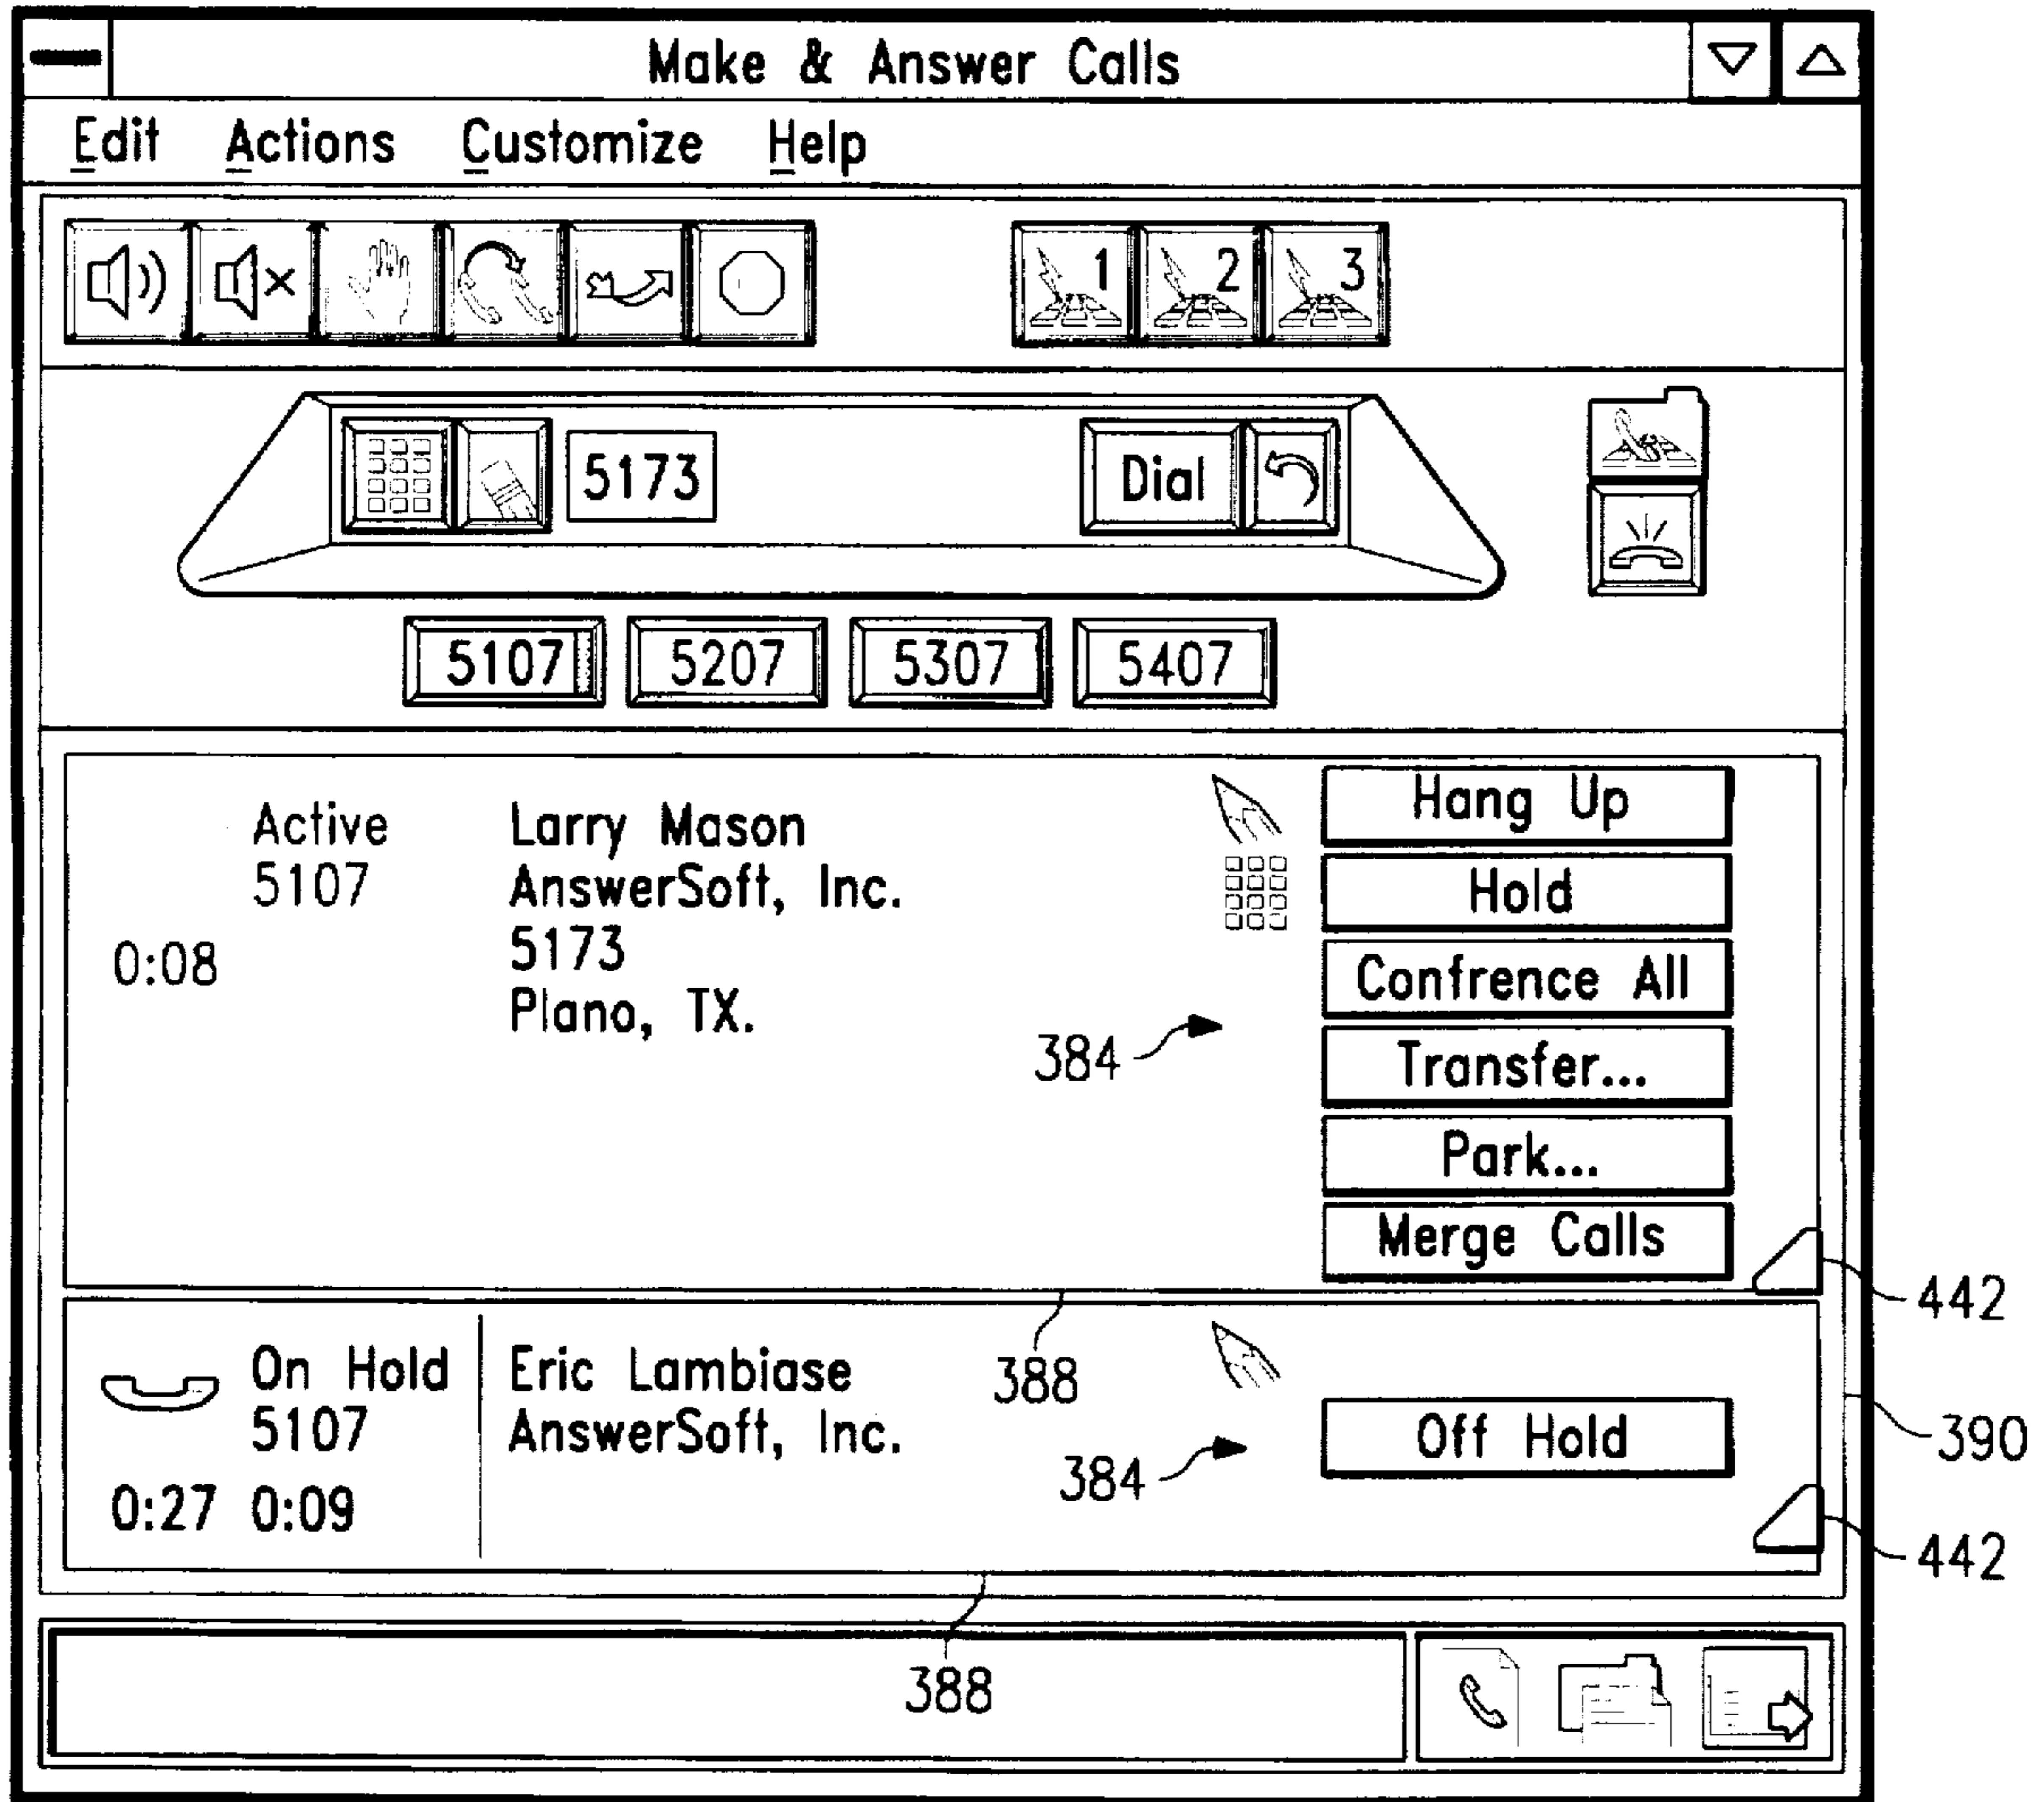 Make & Answer Calls
Edit Actions Customize Help
1 2 3
5173 Dial
5107 5207 5307 5407
Active
5107
0:08
Larry Mason
AnswerSoft, Inc.
5173
Plano, TX.
384
Hang Up
Hold
Confrence All
Transfer...
Park...
Merge Calls
442
388
On Hold
5107
0:27 0:09
Eric Lambiase
AnswerSoft, Inc.
384
Off Hold
390
442
388